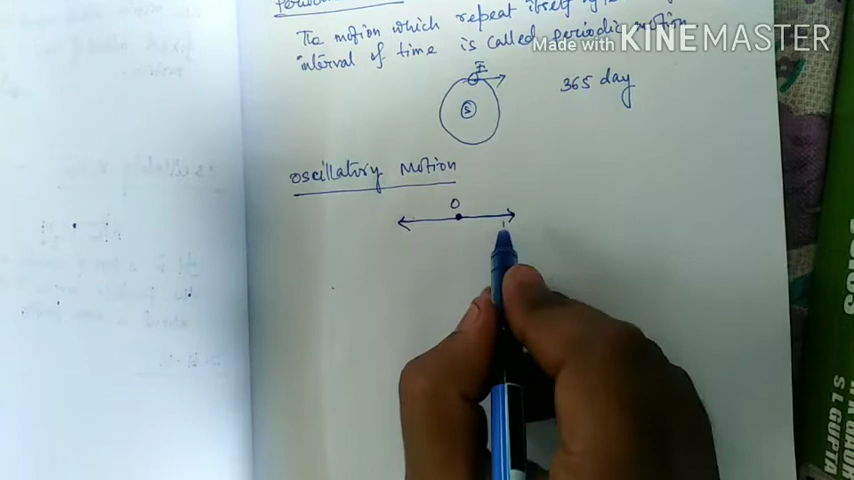 The motion which repeat itself
interval of time is called periodic motion
Made with KINEMASTER
E
365 day
S
Oscillatory Motion
O
S L GUPTA